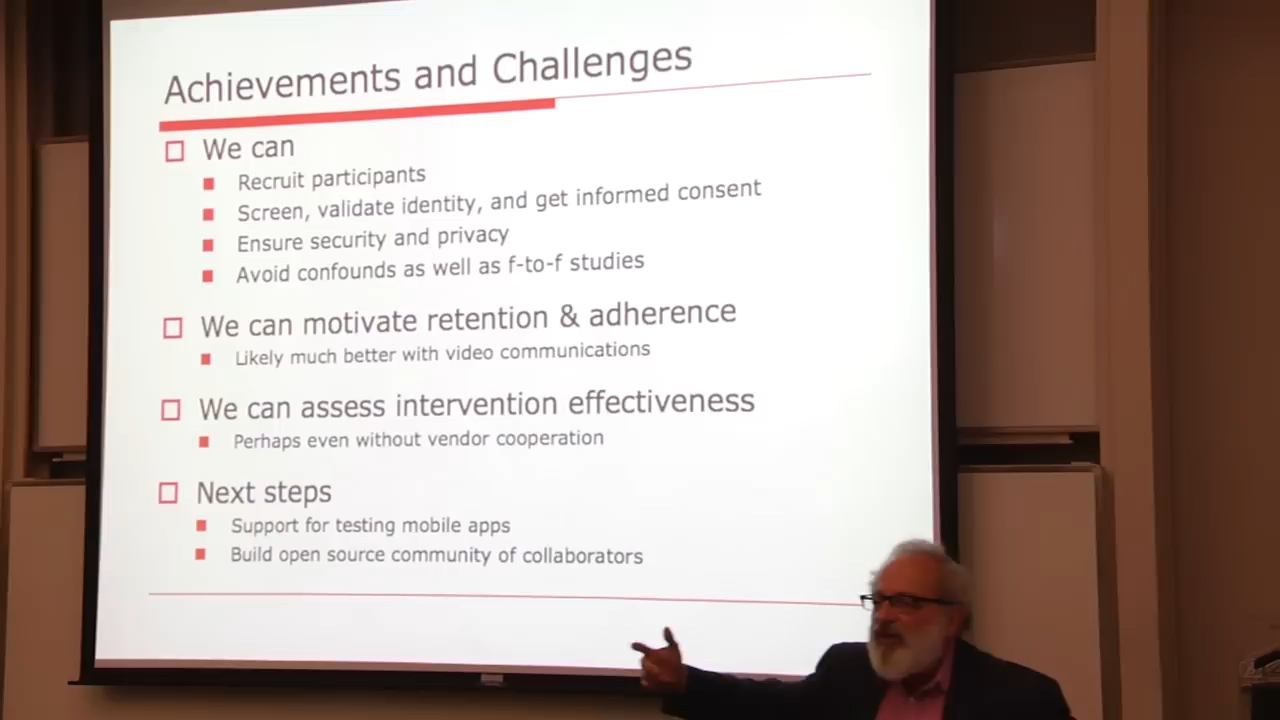 Achievements and Challenges
We can
Recruit participants
Screen, validate identity, and get informed consent
Ensure security and privacy
Avoid confounds as well as f-to-f studies
We can motivate retention & adherence
Likely much better with video communications
We can assess intervention effectiveness
Perhaps even without vendor cooperation
Next steps
Support for testing mobile apps
Build open source community of collaborators